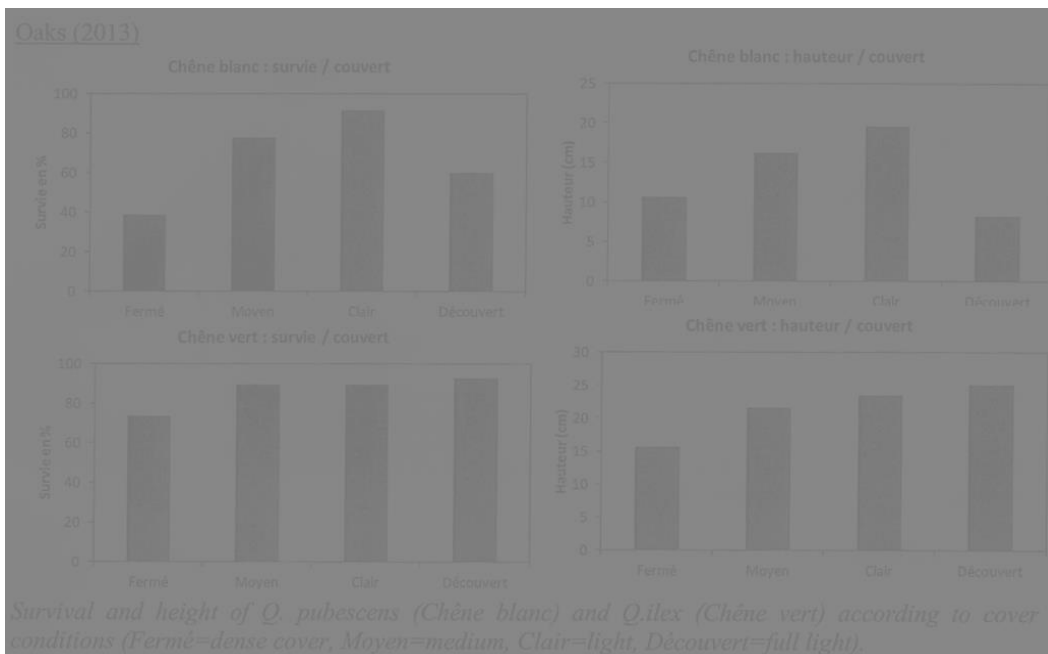 Oaks (2013)
Chêne blanc : survie / couvert
100
80
60
40
20
0
Survie en %
Fermé
Moyen
Clair
Découvert
Chêne blanc : hauteur / couvert
25
20
15
10
5
0
Hauteur (cm)
Fermé
Moyen
Clair
Découvert
Chêne vert : survie / couvert
100
80
60
40
20
0
Survie en %
Fermé
Moyen
Clair
Découvert
Chêne vert : hauteur / couvert
30
25
20
15
10
5
0
Hauteur (cm)
Fermé
Moyen
Clair
Découvert
Survival and height of Q. pubescens (Chêne blanc) and Q.ilex (Chêne vert) according to cover
conditions (Fermé=dense cover, Moyen=medium, Clair=light, Découvert=full light).